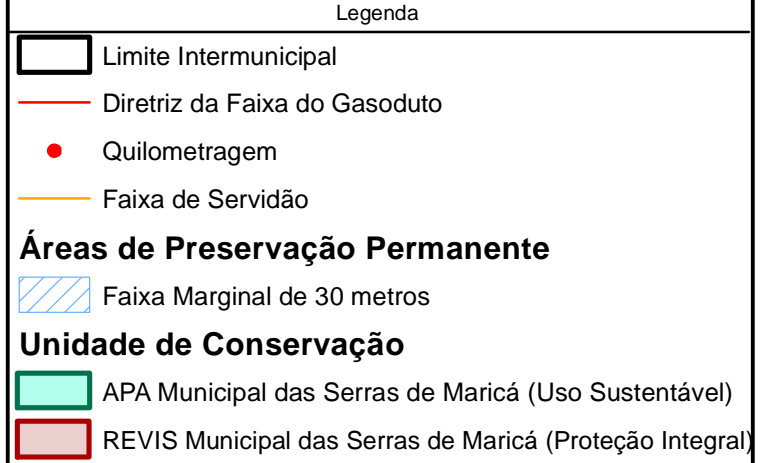 Legenda
Limite Intermunicipal
Diretriz da Faixa do Gasoduto
Quilometragem
Faixa de Servidão
Áreas de Preservação Permanente
Faixa Marginal de 30 metros
Unidade de Conservação
APA Municipal das Serras de Maricá (Uso Sustentável)
REVIS Municipal das Serras de Maricá (Proteção Integral)